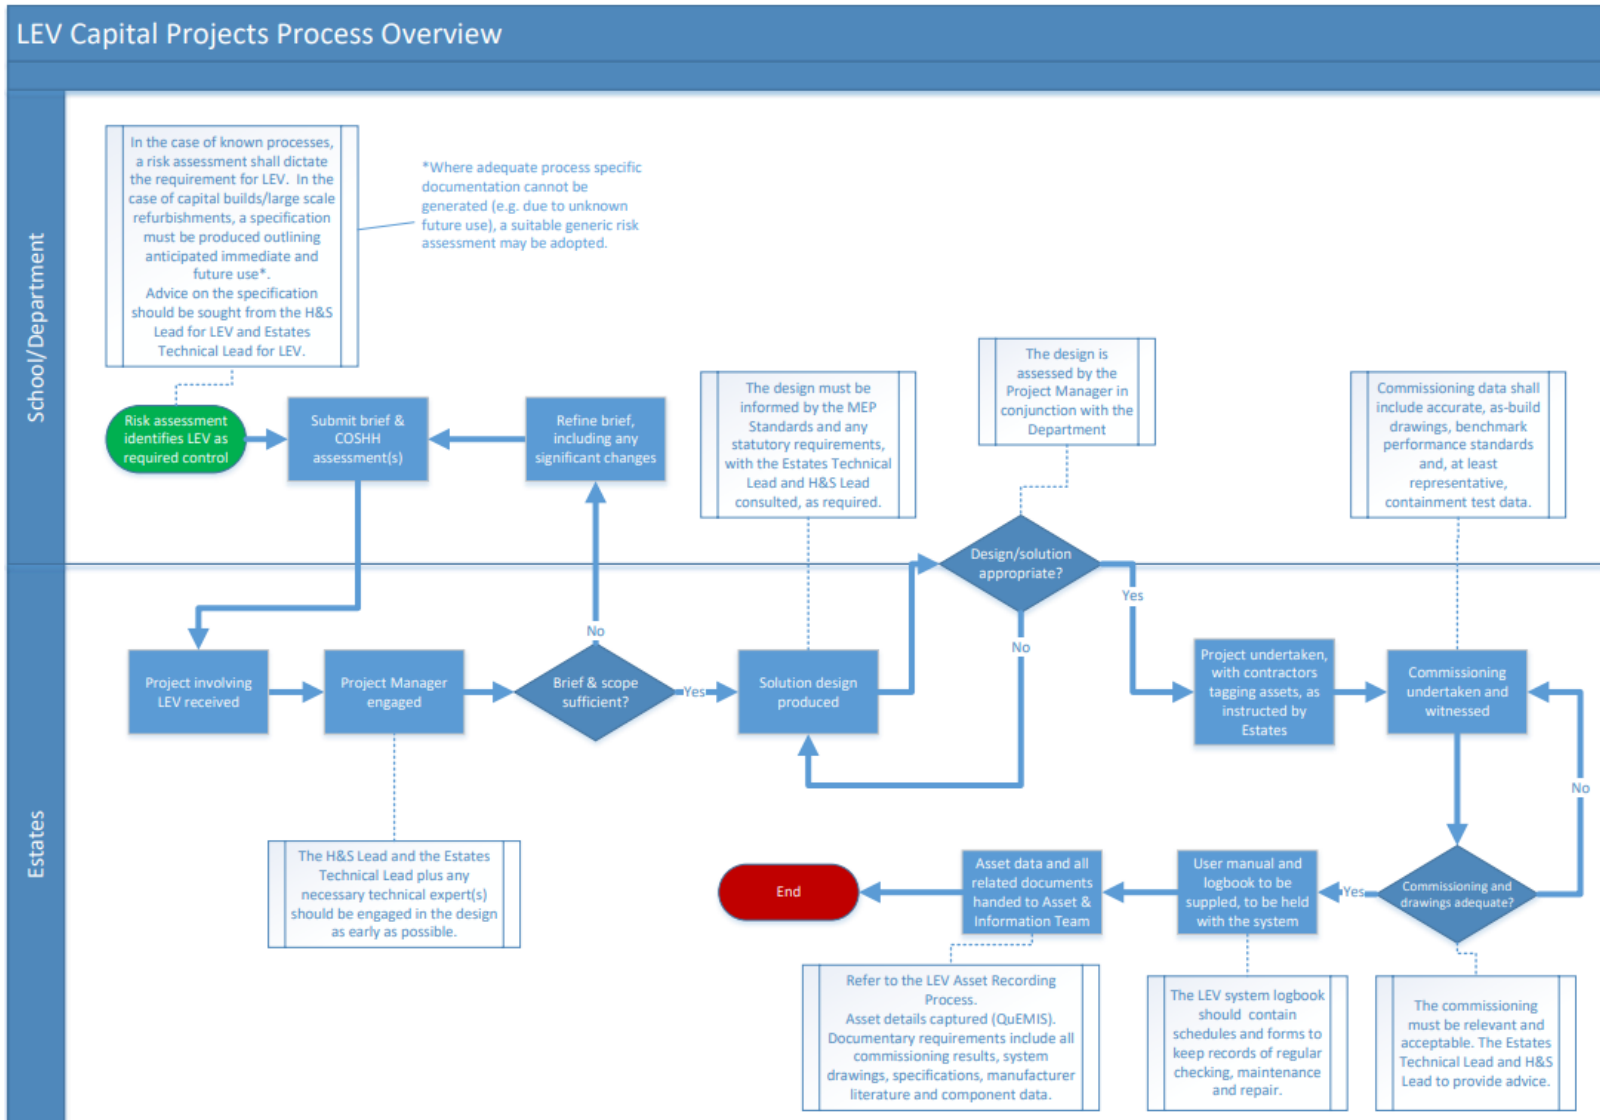 LEV Capital Projects Process Overview
School/Department
In the case of known processes,
a risk assessment shall dictate
the requirement for LEV. In the
case of capital builds/large scale
refurbishments, a specification
must be produced outlining
anticipated immediate and
future use*.
Advice on the specification
should be sought from the H&S
Lead for LEV and Estates
Technical Lead for LEV.
*Where adequate process specific
documentation cannot be
generated (e.g. due to unknown
future use), a suitable generic risk
assessment may be adopted.
Risk assessment
identifies LEV as
required control
Submit brief &
COSHH
assessment(s)
Refine brief,
including any
significant changes
The design must be
informed by the MEP
Standards and any
statutory requirements,
with the Estates Technical
Lead and H&S Lead
consulted, as required.
The design is
assessed by the
Project Manager in
conjunction with the
Department
Commissioning data shall
include accurate, as-build
drawings, benchmark
performance standards
and, at least
representative,
containment test data.
Design/solution
appropriate?
Yes
No
Estates
Project involving
LEV received
Project Manager
engaged
No
Brief & scope
sufficient?
Yes
Solution design
produced
Project undertaken,
with contractors
tagging assets, as
instructed by
Estates
Commissioning
undertaken and
witnessed
No
The H&S Lead and the Estates
Technical Lead plus any
necessary technical expert(s)
should be engaged in the design
as early as possible.
End
Asset data and all
related documents
handed to Asset &
Information Team
User manual and
logbook to be
suppled, to be held
with the system
Yes
Commissioning and
drawings adequate?
Refer to the LEV Asset Recording
Process.
Asset details captured (QuEMIS).
Documentary requirements include all
commissioning results, system
drawings, specifications, manufacturer
literature and component data.
The LEV system logbook
should contain
schedules and forms to
keep records of regular
checking, maintenance
and repair.
The commissioning
must be relevant and
acceptable. The Estates
Technical Lead and H&S
Lead to provide advice.